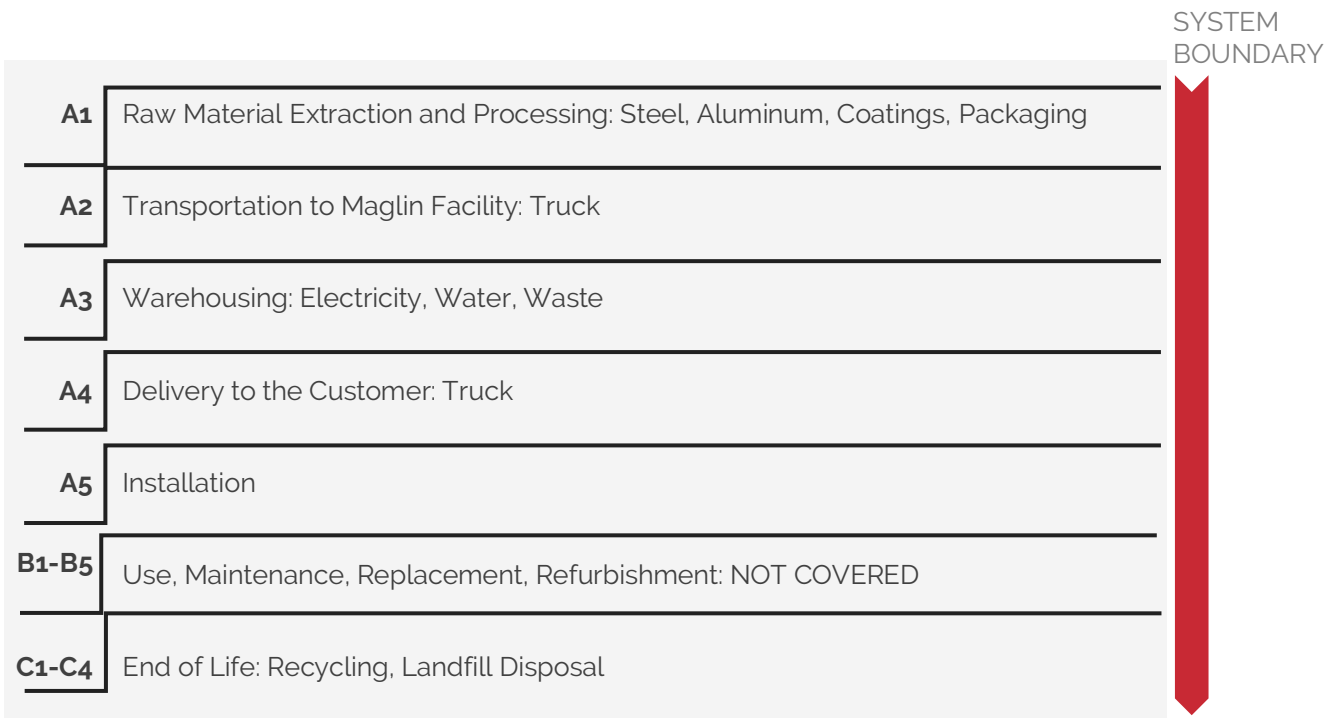 SYSTEM
BOUNDARY
A1 Raw Material Extraction and Processing: Steel, Aluminum, Coatings, Packaging
A2 Transportation to Maglin Facility: Truck
A3 Warehousing: Electricity, Water, Waste
A4 Delivery to the Customer: Truck
A5 Installation
B1-B5 Use, Maintenance, Replacement, Refurbishment: NOT COVERED
C1-C4 End of Life: Recycling, Landfill Disposal